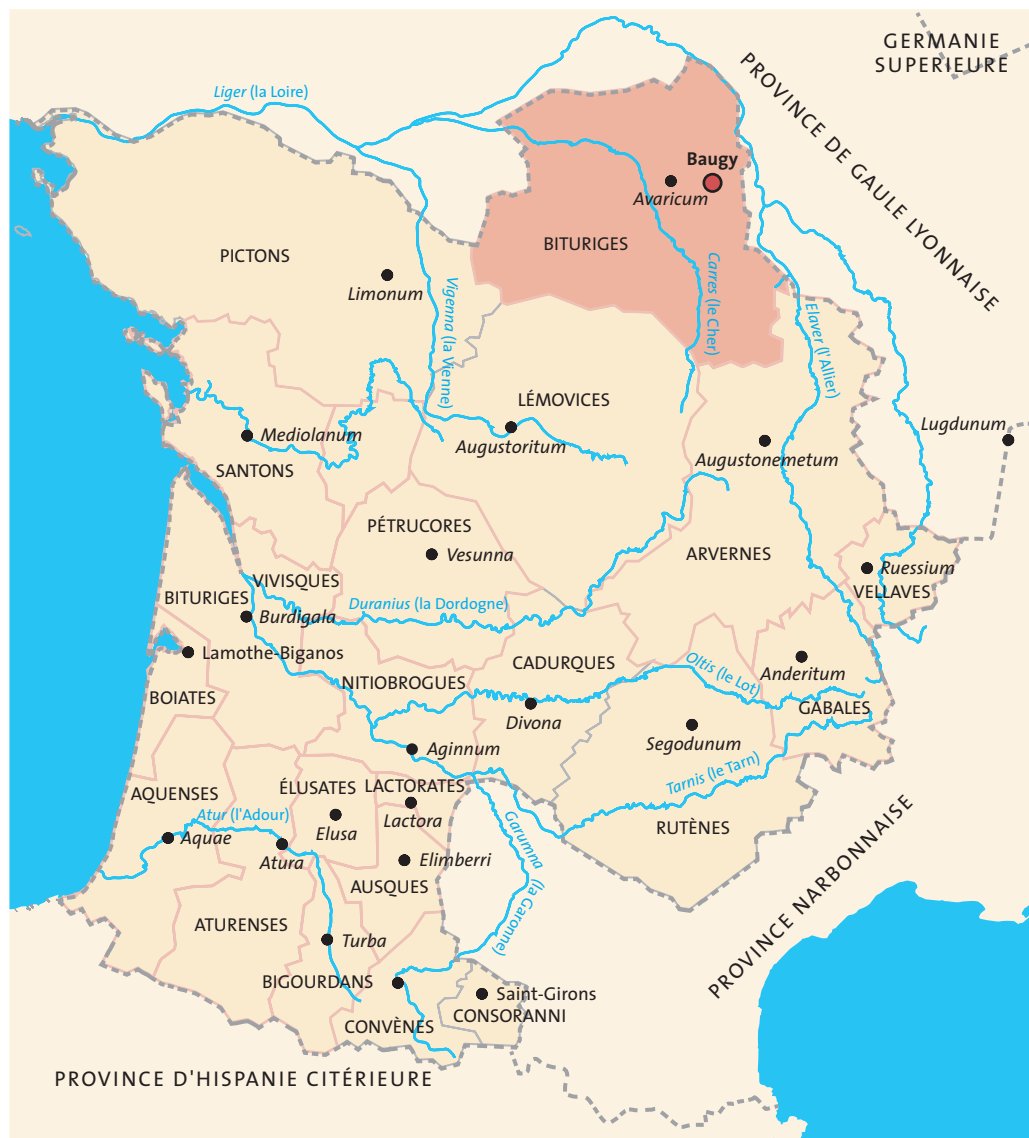 GERMANIE
SUPERIEURE
PROVINCE DE GAULE LYONNAISE
Liger (la Loire)
Baugy
Avaricum
BITURIGES
PICTONS
Limonum
Vigenna (la Vienne)
Carres (le Cher)
Elaver (l'Allier)
LÉMOVICES
Augustoritum
Lugdunum
Mediolanum
Augustonemetum
SANTONS
PÉTRUCORES
Vesunna
ARVERNES
Ruessium
VELLAVES
VIVISQUES
BITURIGES
Burdigala
Duranius (la Dordogne)
Lamothe-Biganos
CADURQUES
Anderitum
Oltis (le Lot)
NITIOBROGUES
BOIATES
GABALES
Divona
Segodunum
Aginnum
Tarnis (le Tarn)
AQUENSES
ÉLUSATES
LACTORATES
Atur (l'Adour)
Lactora
Elusa
Aquae
Atura
Garumna (la Garonne)
RUTÈNES
Elimberri
AUSQUES
PROVINCE NARBONNAISE
ATURENSES
Turba
BIGOURDANS
Saint-Girons
CONSORANNI
CONVÈNES
PROVINCE D'HISPANIE CITÉRIEURE